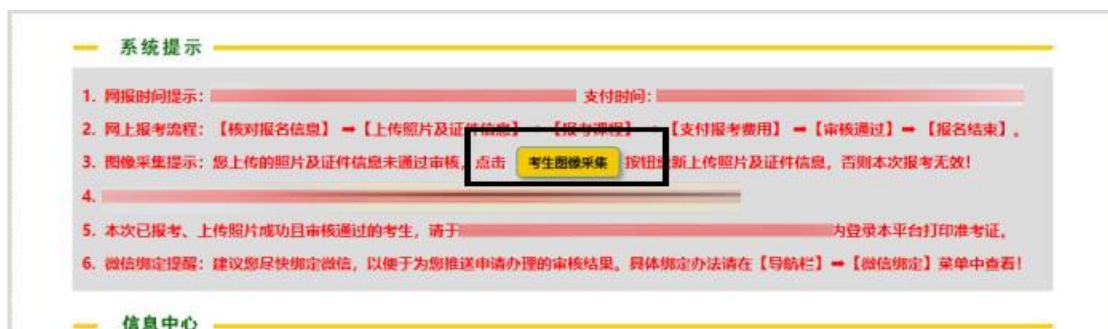 系统提示
1. 网报时间提示： 支付时间：
2. 网上报考流程：【核对报名信息】➡【上传照片及证件信息】➡【报考课程】➡【支付报考费用】➡【审核通过】➡【报名结束】。
3. 图像采集提示：您上传的照片及证件信息未通过审核，点击 考生图像采集 按钮重新上传照片及证件信息，否则本次报考无效！
4.
5. 本次已报考、上传照片成功且审核通过的考生，请于 内登录本平台打印准考证。
6. 微信绑定提醒：建议您尽快绑定微信，以便于为您推送申请办理的审核结果。具体绑定办法请在【导航栏】➡【微信绑定】菜单中查看！
信息中心